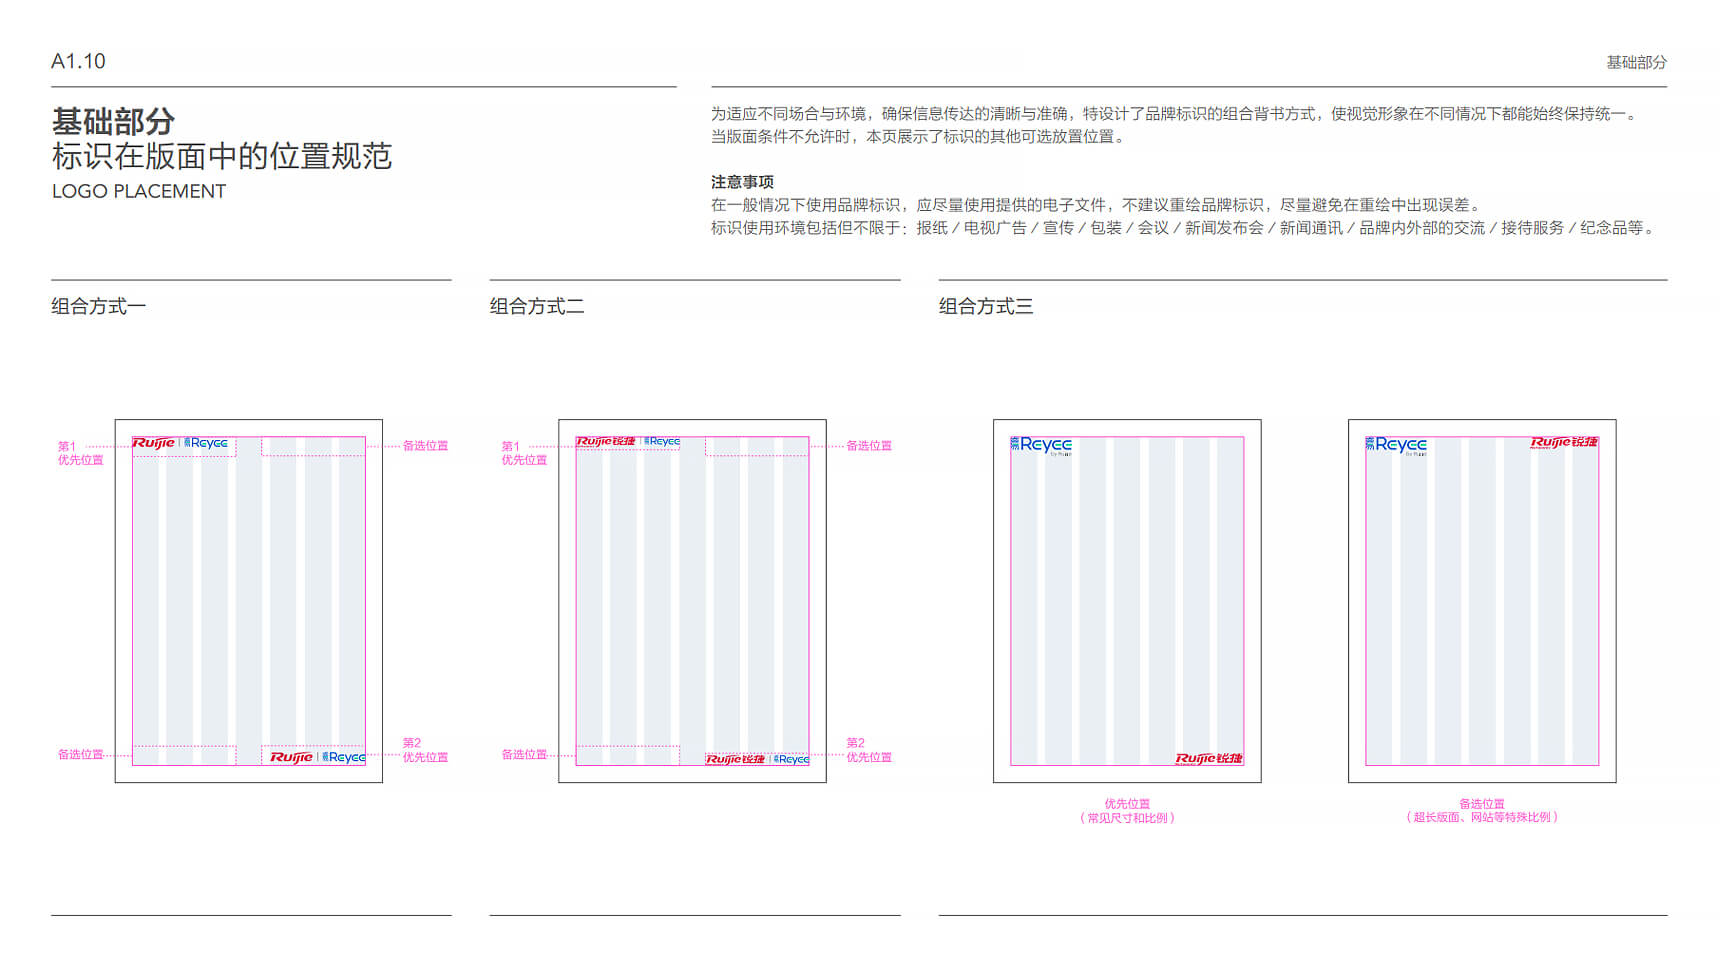 A1.10
基础部分
基础部分
标识在版面中的位置规范
LOGO PLACEMENT
为适应不同场合与环境，确保信息传达的清晰与准确，特设计了品牌标识的组合背书方式，使视觉形象在不同情况下都能始终保持统一。
当版面条件不允许时，本页展示了标识的其他可选放置位置。
注意事项
在一般情况下使用品牌标识，应尽量使用提供的电子文件，不建议重绘品牌标识，尽量避免在重绘中出现误差。
标识使用环境包括但不限于：报纸 / 电视广告 / 宣传 / 包装 / 会议 / 新闻发布会 / 新闻通讯 / 品牌内外部的交流 / 接待服务 / 纪念品等。
组合方式一
第1
优先位置
Ruijie | Reyee
备选位置
备选位置
Ruijie | Reyee
第2
优先位置
组合方式二
第1
优先位置
Ruijie锐捷 | Reyee
备选位置
备选位置
Ruijie锐捷 | Reyee
第2
优先位置
组合方式三
Reyee
by Ruijie
Ruijie锐捷
优先位置
（常见尺寸和比例）
Reyee
by Ruijie
Ruijie锐捷
备选位置
（超长版面、网站等特殊比例）